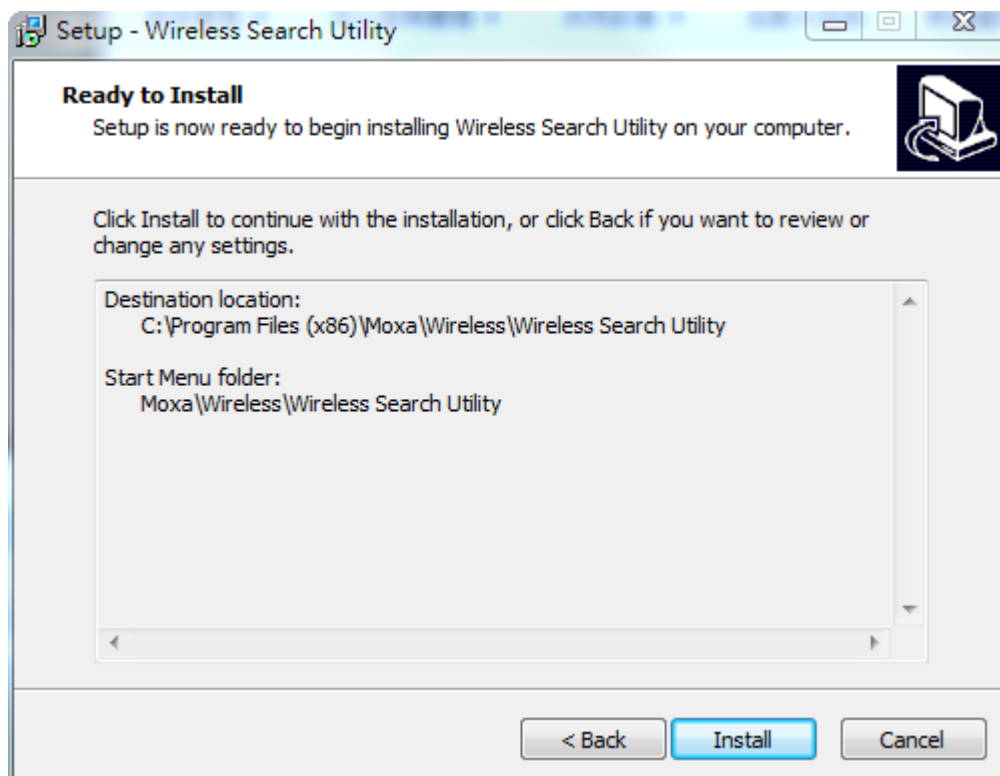 Setup - Wireless Search Utility
Ready to Install
Setup is now ready to begin installing Wireless Search Utility on your computer.
Click Install to continue with the installation, or click Back if you want to review or
change any settings.
Destination location:
C:\Program Files (x86)\Moxa\Wireless\Wireless Search Utility
Start Menu folder:
Moxa\Wireless\Wireless Search Utility
< Back
Install
Cancel